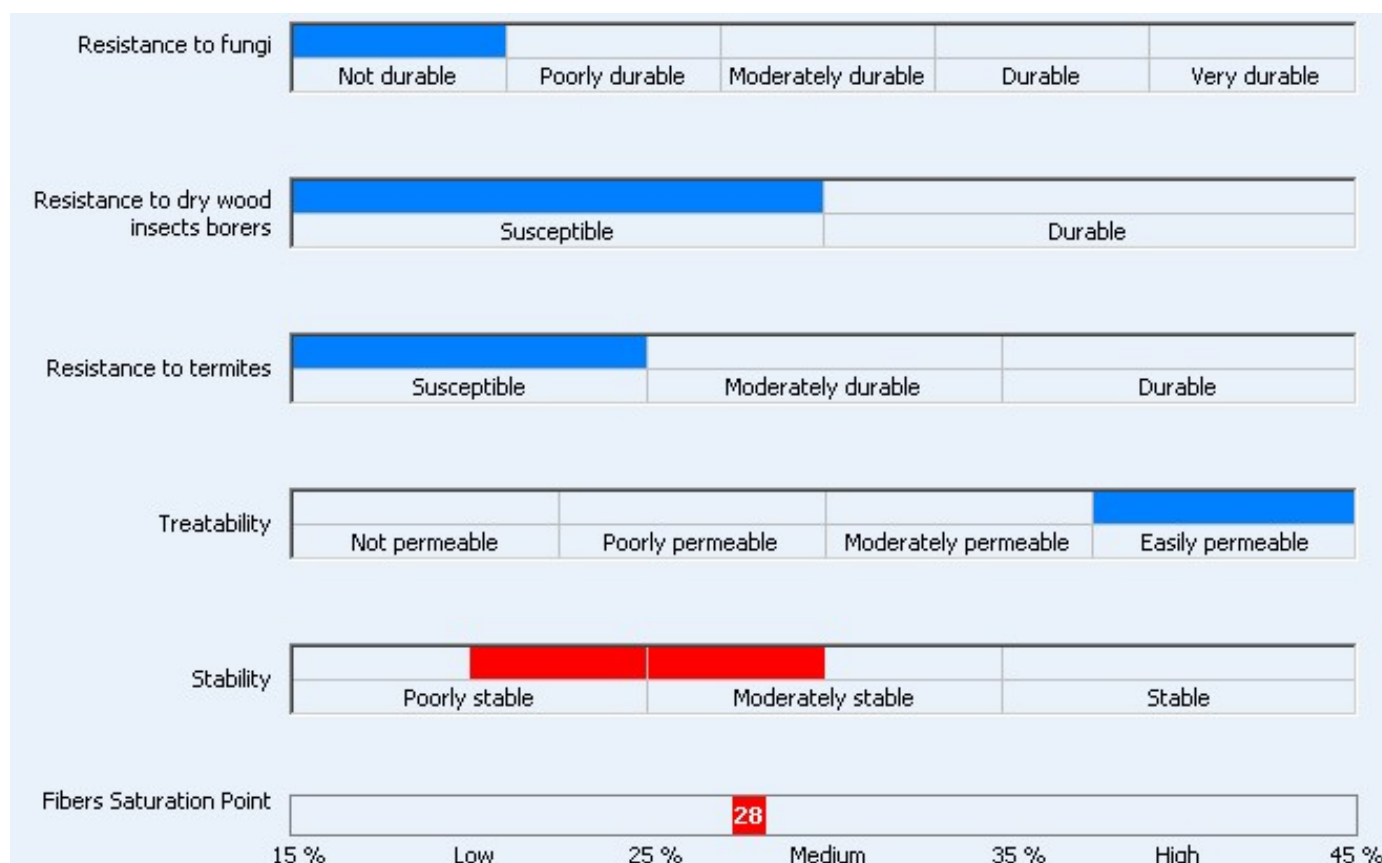 Resistance to fungi
Not durable Poorly durable Moderately durable Durable Very durable
Resistance to dry wood
insects borers
Susceptible Durable
Resistance to termites
Susceptible Moderately durable Durable
Treatability
Not permeable Poorly permeable Moderately permeable Easily permeable
Stability
Poorly stable Moderately stable Stable
Fibers Saturation Point
28
15 % Low 25 % Medium 35 % High 45 %